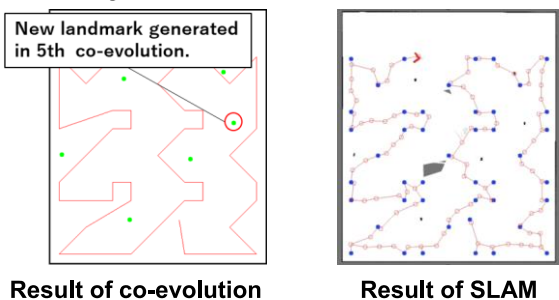 New landmark generated
in 5th co-evolution.
Result of co-evolution
Result of SLAM